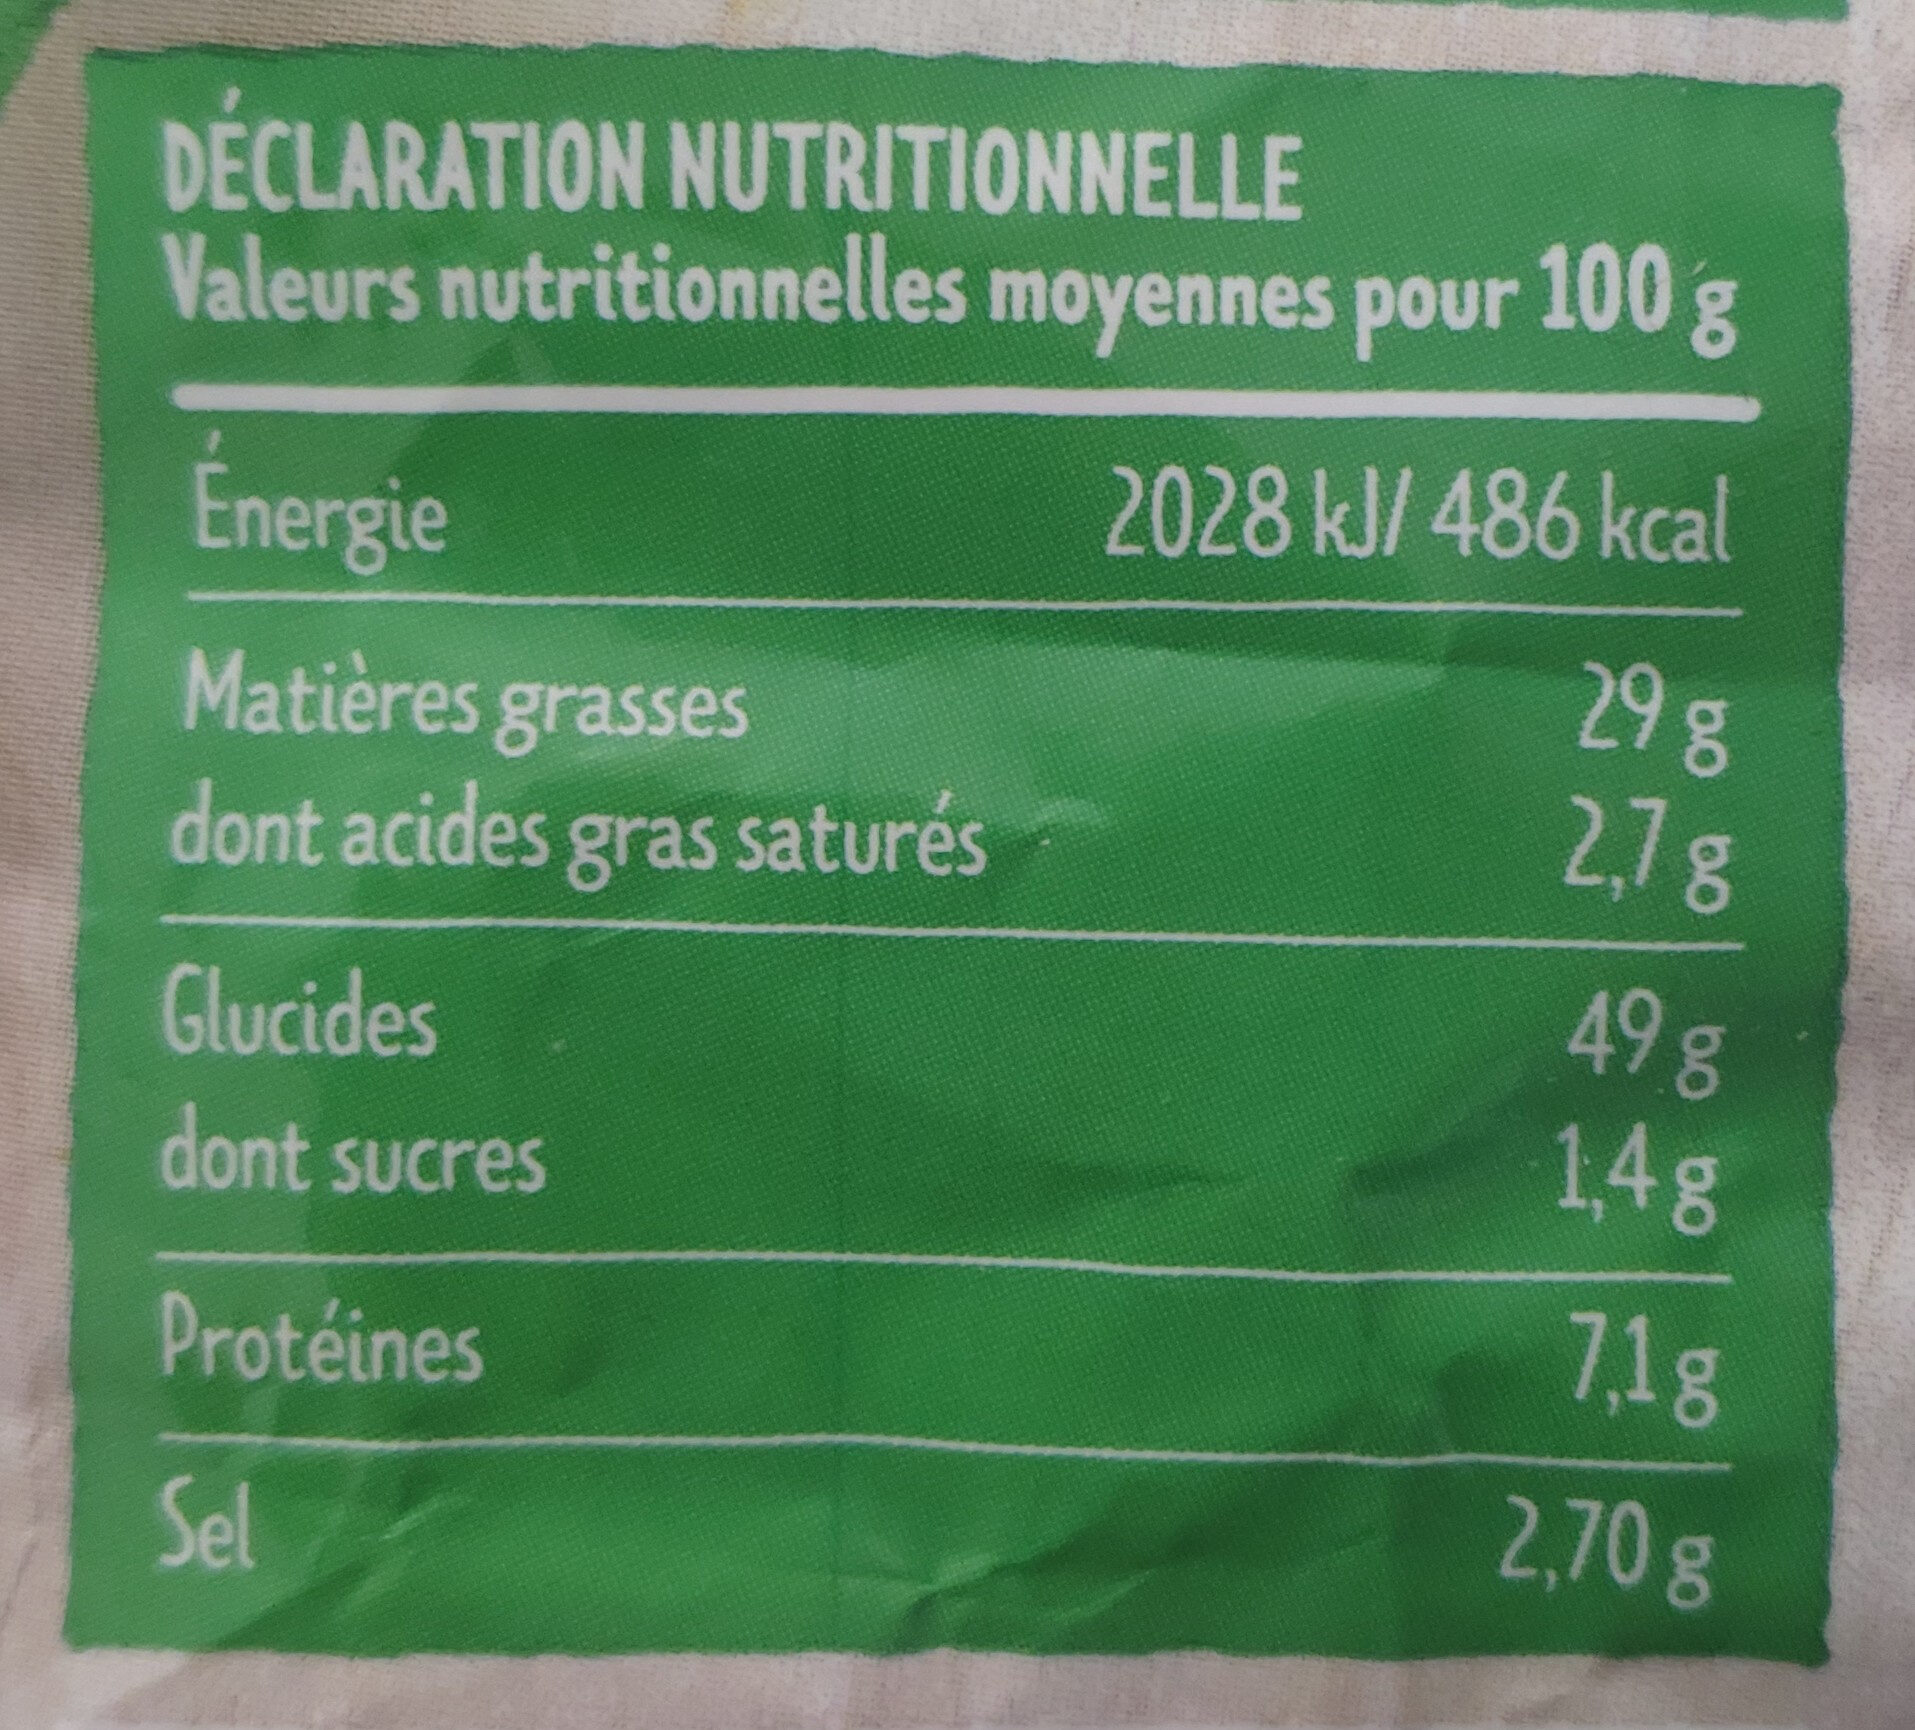 DÉCLARATION NUTRITIONNELLE
Valeurs nutritionnelles moyennes pour 100 g
Énergie 2028 kJ/ 486 kcal
Matières grasses 29 g
dont acides gras saturés 2,7 g
Glucides 49 g
dont sucres 1,4 g
Protéines 7,1 g
Sel 2,70 g